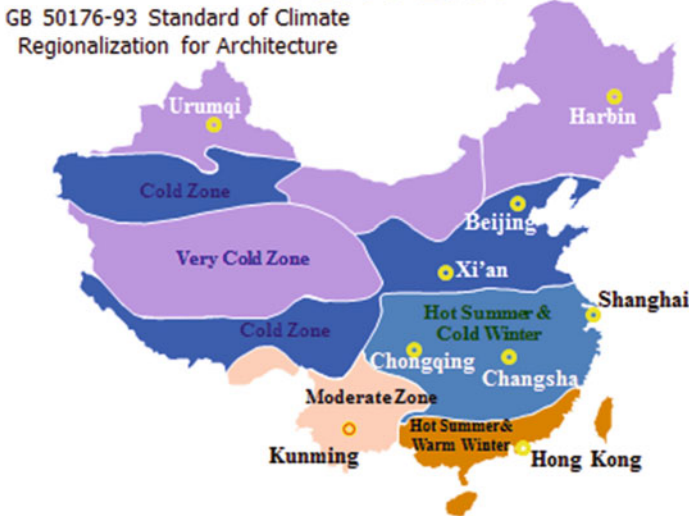 GB 50176-93 Standard of Climate
Regionalization for Architecture
Urumqi
Harbin
Cold Zone
Beijing
Very Cold Zone
Xi'an
Shanghai
Hot Summer &
Cold Winter
Cold Zone
Chongqing
Changsha
Moderate Zone
Hot Summer&
Warm Winter
Kunming
Hong Kong